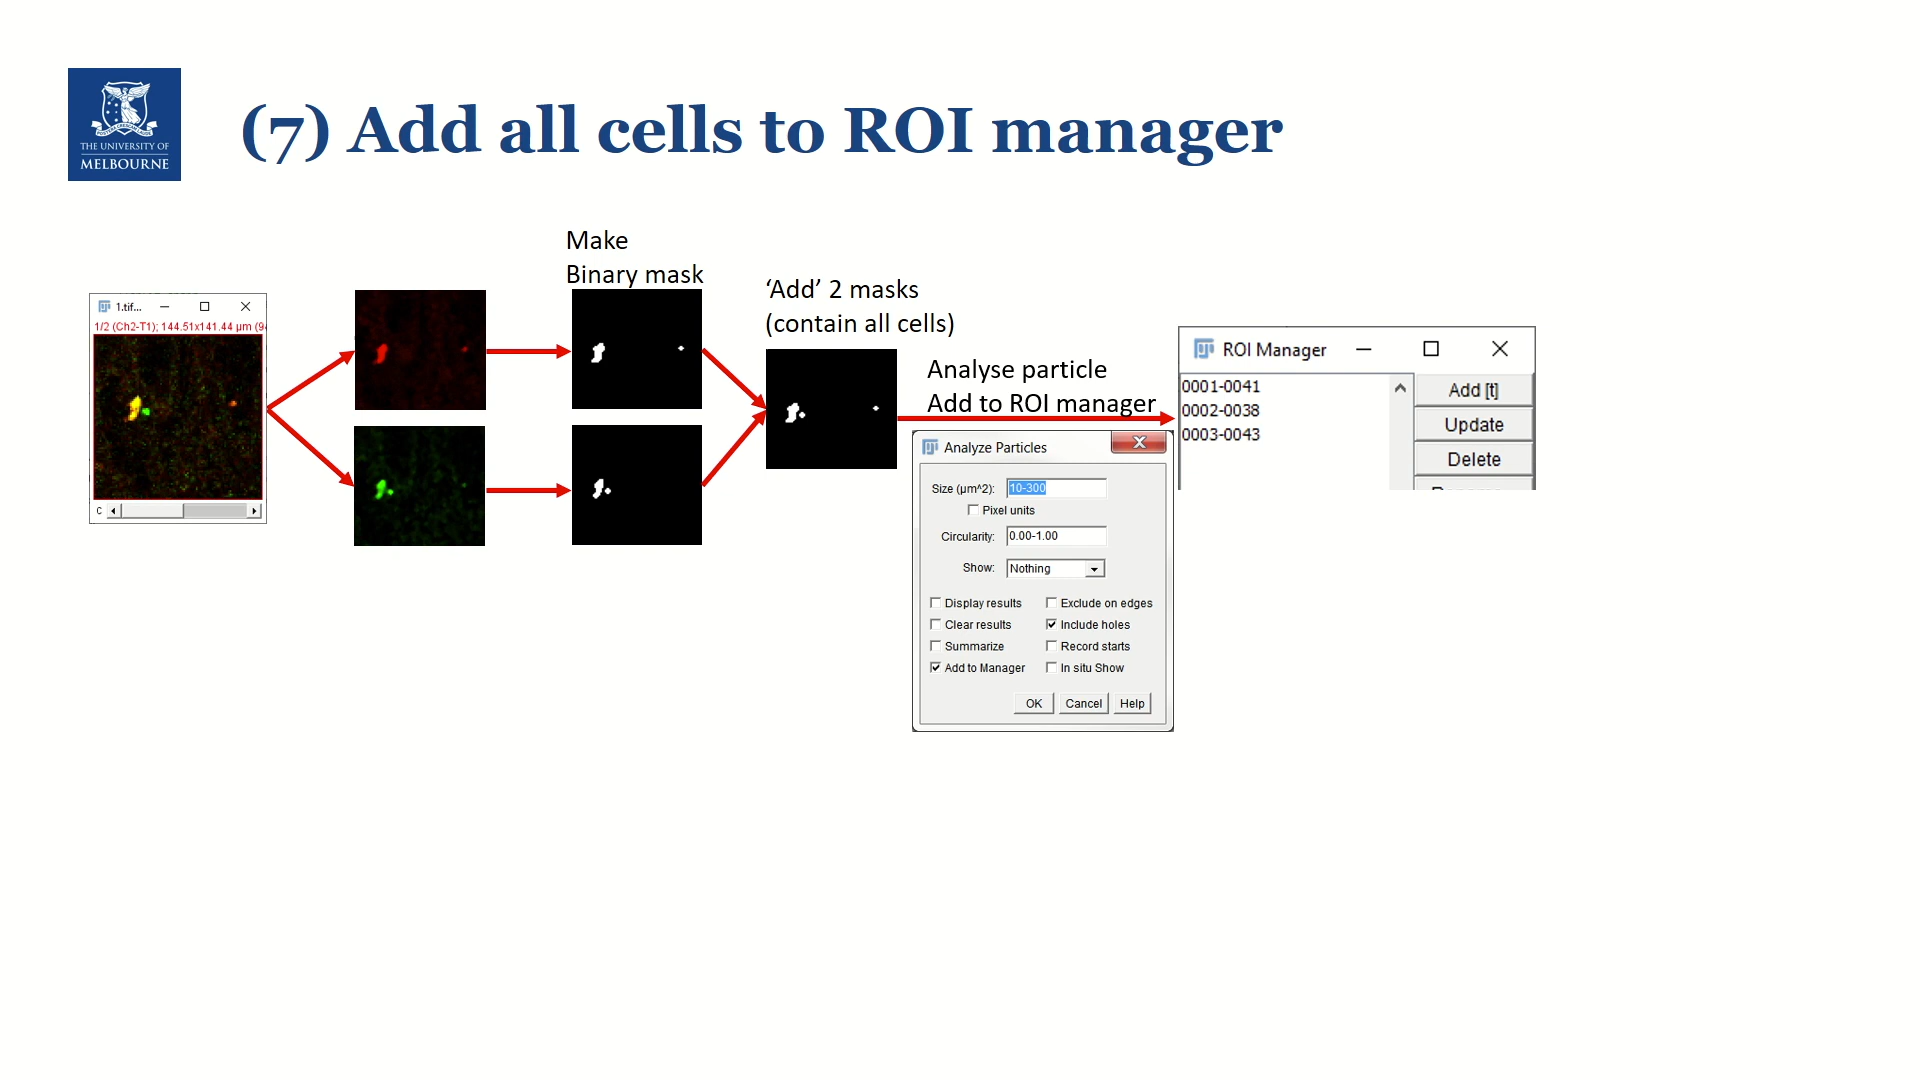 THE UNIVERSITY OF
MELBOURNE
(7) Add all cells to ROI manager
Make
Binary mask
'Add' 2 masks
(contain all cells)
Analyse particle
Add to ROI manager
1.tif...
1/2 (Ch2-T1); 144.51x141.44 µm (9
c
ROI Manager
0001-0041
0002-0038
0003-0043
Add [t]
Update
Delete
Analyze Particles
Size (µm^2): 10-300
Pixel units
Circularity: 0.00-1.00
Show: Nothing
Display results Exclude on edges
Clear results Include holes
Summarize Record starts
Add to Manager In situ Show
OK Cancel Help